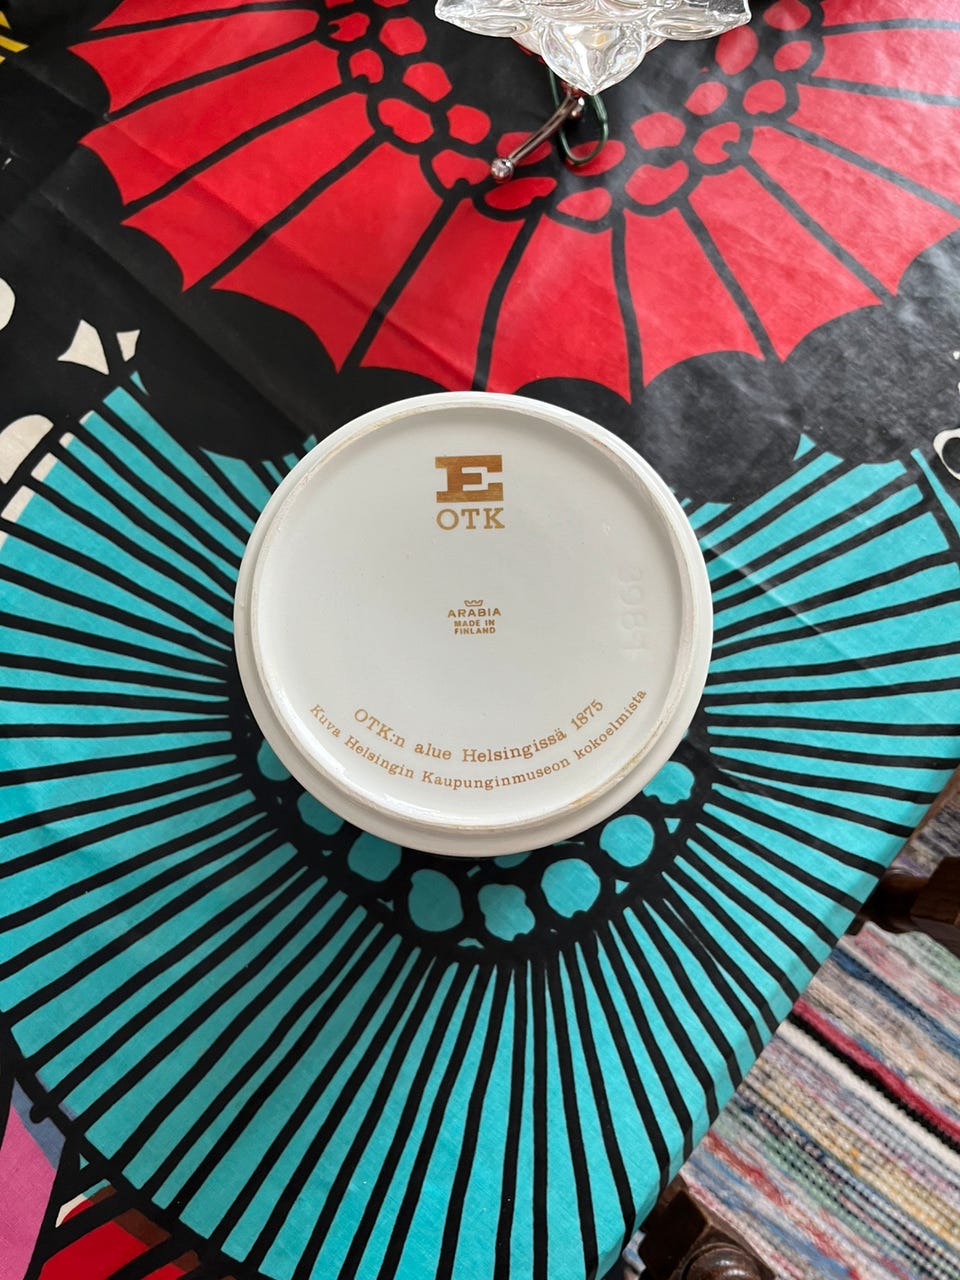 E
OTK
ARABIA
MADE IN
FINLAND
OTK:n alue Helsingissä 1875
Kuva Helsingin Kaupunginmuseon kokoelmista